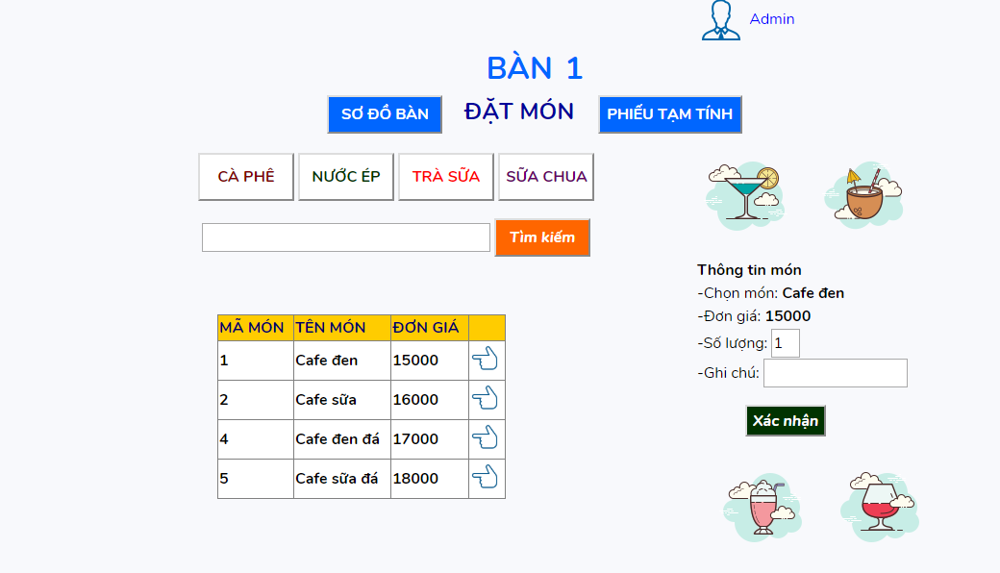 Admin
BÀN 1
SƠ ĐỒ BÀN ĐẶT MÓN PHIẾU TẠM TÍNH
CÀ PHÊ NƯỚC ÉP TRÀ SỮA SỮA CHUA
Tìm kiếm
MÃ MÓN TÊN MÓN ĐƠN GIÁ
1 Cafe đen 15000
2 Cafe sữa 16000
4 Cafe đen đá 17000
5 Cafe sữa đá 18000
Thông tin món
-Chọn món: Cafe đen
-Đơn giá: 15000
-Số lượng: 1
-Ghi chú:
Xác nhận